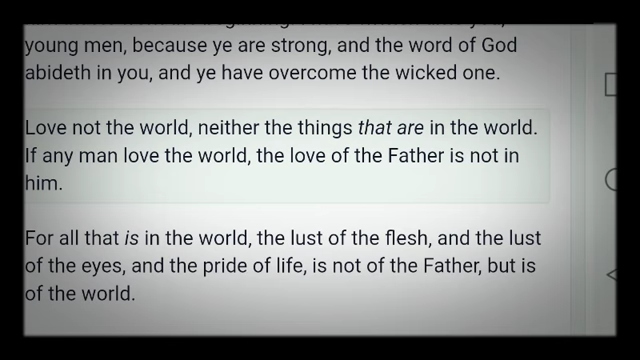 young men, because ye are strong, and the word of God
abideth in you, and ye have overcome the wicked one.
Love not the world, neither the things that are in the world.
If any man love the world, the love of the Father is not in
him.
For all that is in the world, the lust of the flesh, and the lust
of the eyes, and the pride of life, is not of the Father, but is
of the world.